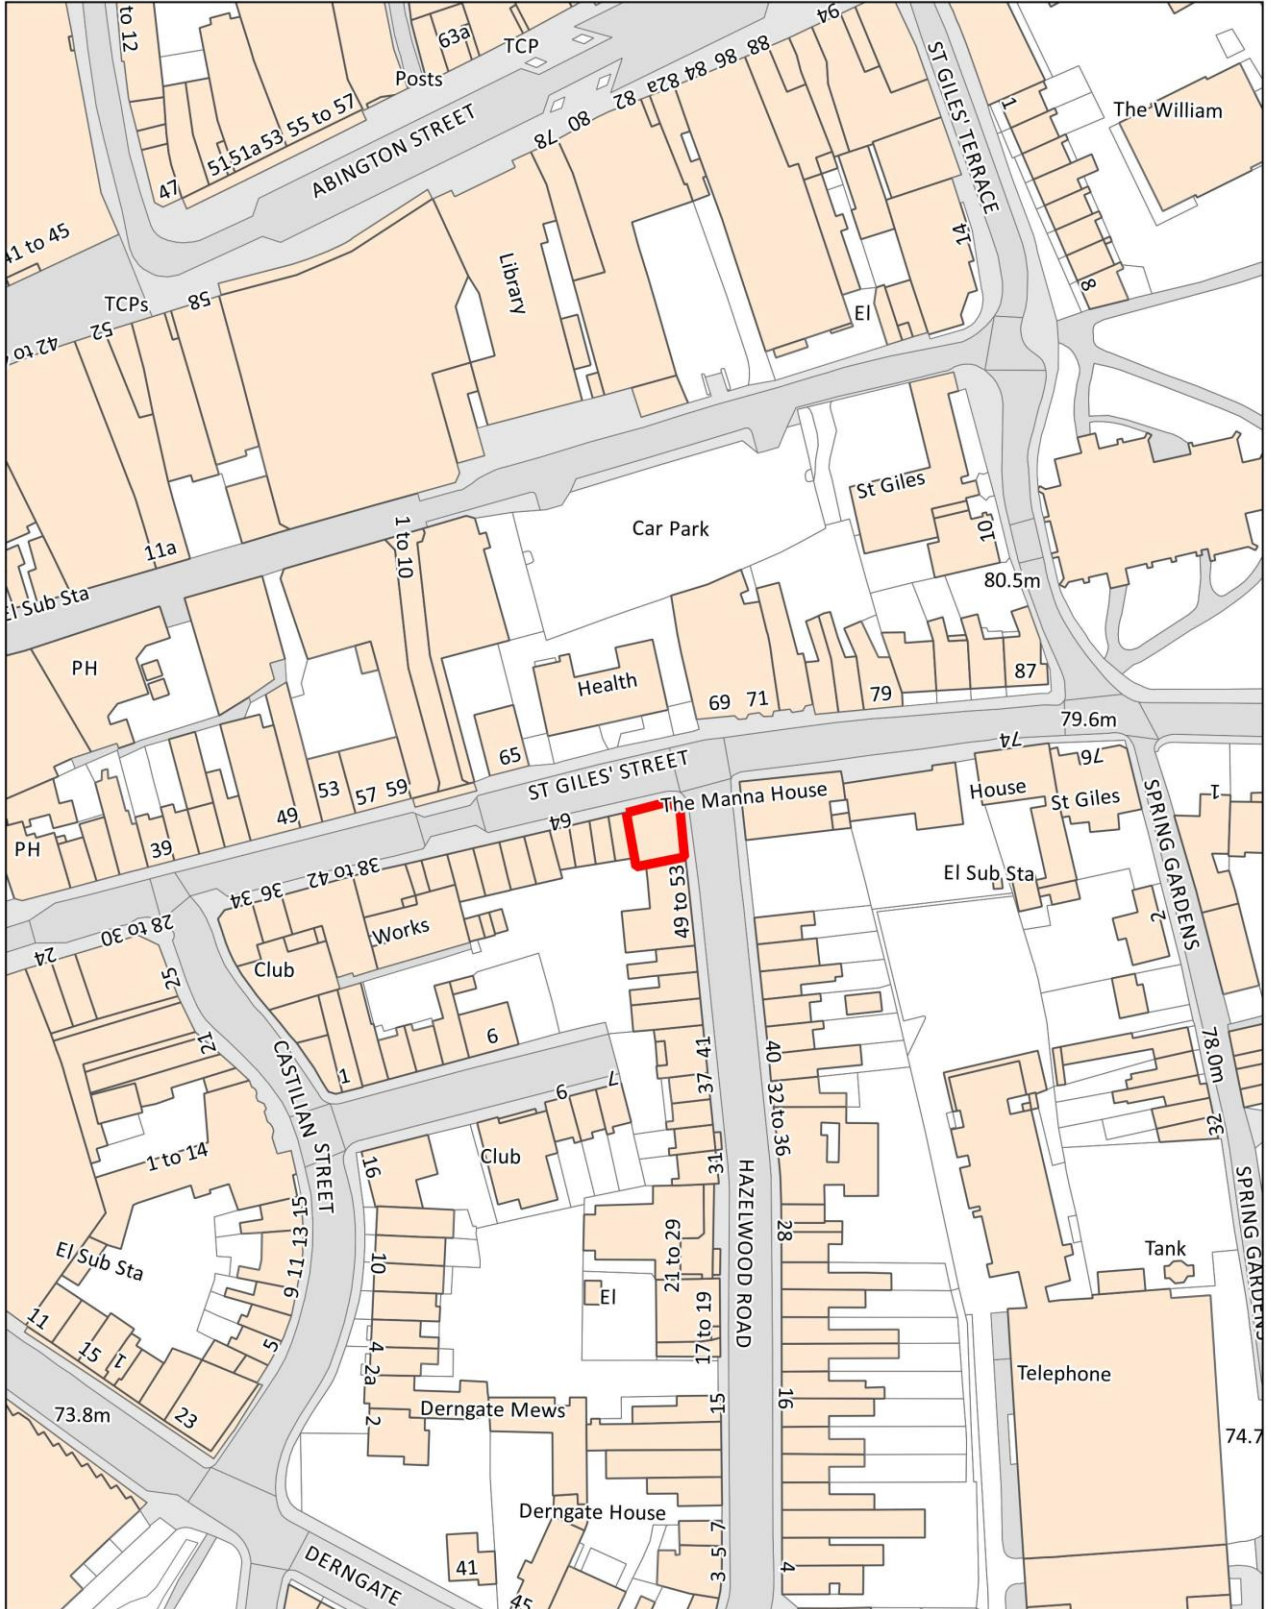 to 12
63a
TCP
94
Posts
88
86
84
82a
82
80
78
ST GILES' TERRACE
1
The William
55 to 57
53
51a
51
47
ABINGTON STREET
41 to 45
TCPs
58
52
42 to
Library
14
8
El
St Giles
Car Park
10
1 to 10
11a
80.5m
El Sub Sta
PH
Health
69
71
79
87
79.6m
74
76
65
ST GILES' STREET
The Manna House
House
St Giles
SPRING GARDENS
1
53
57
59
49
39
PH
64
38 to 42
36
34
28 to 30
24
49 to 53
El Sub Sta
2
Works
Club
25
21
CASTILIAN STREET
6
1
9
7
37
41
40
32 to 36
78.0m
32
1 to 14
16
Club
31
HAZELWOOD ROAD
SPRING GARDENS
15
13
11
9
El Sub Sta
10
21 to 29
28
Tank
El
17 to 19
11
15
1
5
4
2a
2
23
73.8m
Derngate Mews
15
16
Telephone
74.7
Derngate House
7
5
3
4
41
45
DERNGATE